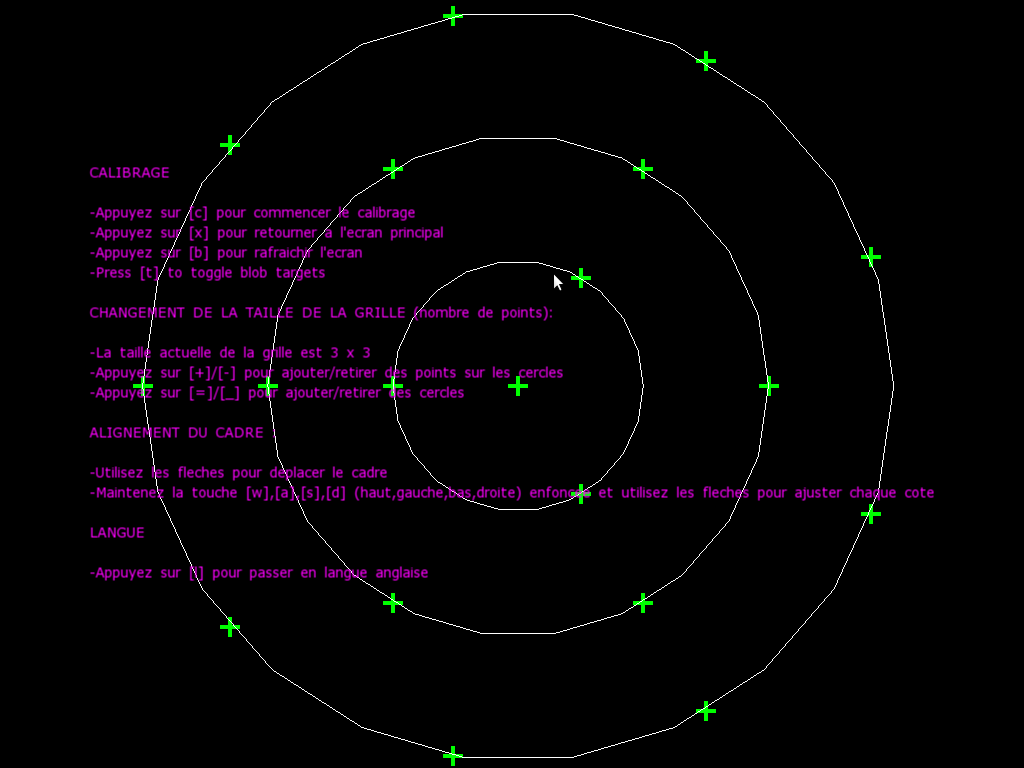 CALIBRAGE
-Appuyez sur [c] pour commencer le calibrage
-Appuyez sur [x] pour retourner a l'ecran principal
-Appuyez sur [b] pour rafraichir l'ecran
-Press [t] to toggle blob targets
CHANGEMENT DE LA TAILLE DE LA GRILLE (nombre de points):
-La taille actuelle de la grille est 3 x 3
-Appuyez sur [+]/[-] pour ajouter/retirer des points sur les cercles
-Appuyez sur [=]/[_] pour ajouter/retirer des cercles
ALIGNEMENT DU CADRE
-Utilisez les fleches pour deplacer le cadre
-Maintenez la touche [w],[a],[s],[d] (haut,gauche,bas,droite) enfoncee et utilisez les fleches pour ajuster chaque cote
LANGUE
-Appuyez sur [l] pour passer en langue anglaise